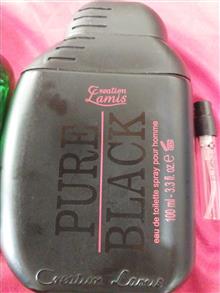 Creation
Lamis
PURE
BLACK
eau de toilette spray pour homme
100 ml - 3.3 fl. oz e
Creation Lamis